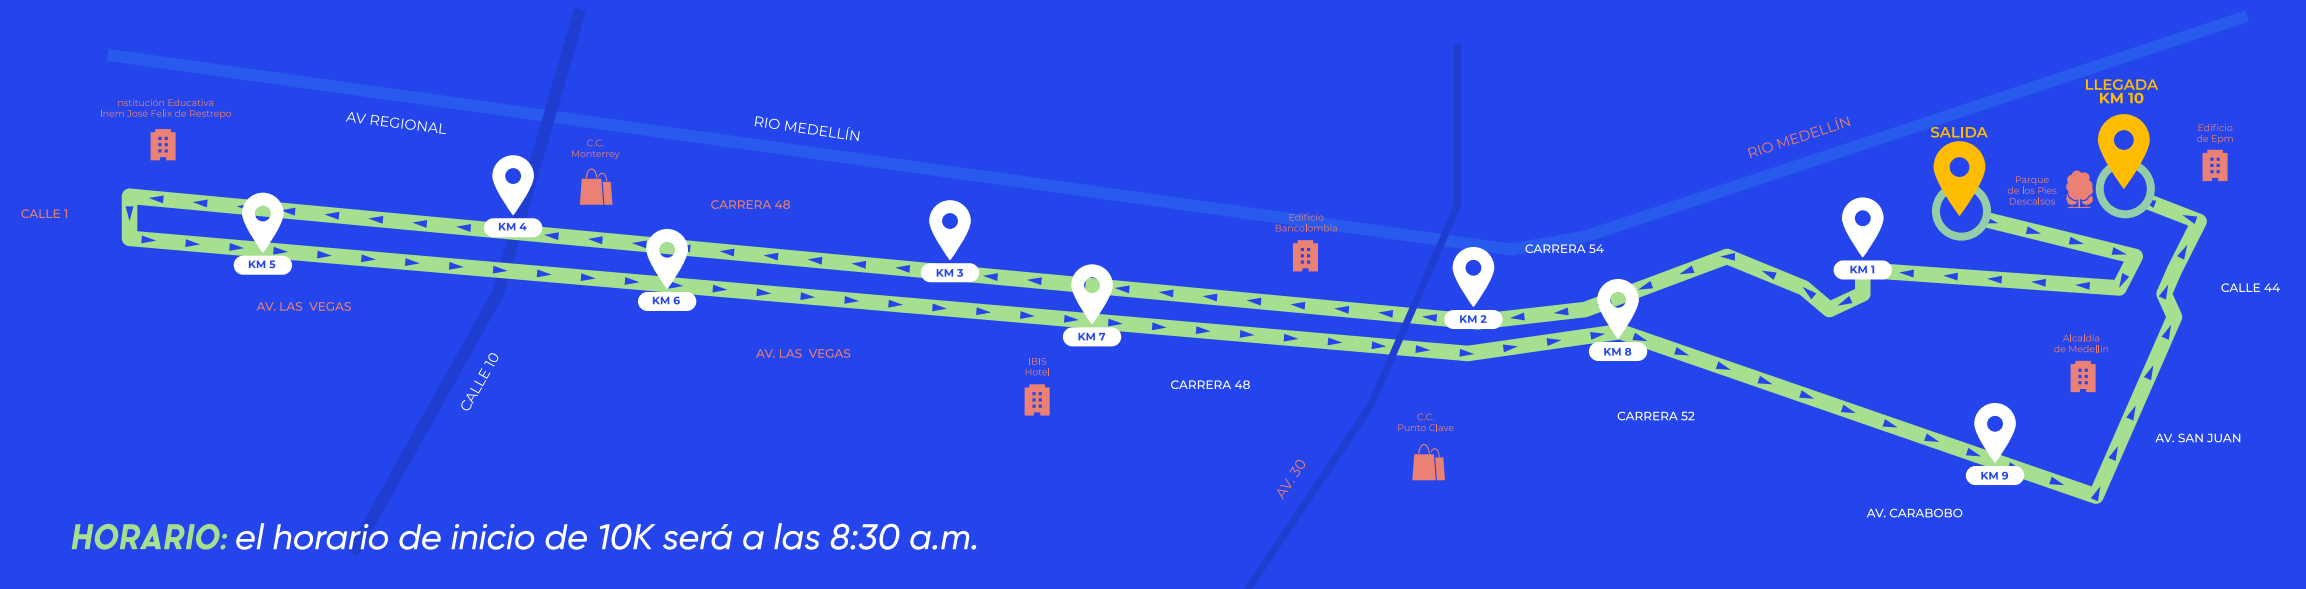 LLEGADA
KM 10
SALIDA
nstitución Educativa
Inem José Felix de Restrepo
AV REGIONAL
RIO MEDELLÍN
RIO MEDELLÍN
Edificio
de Epm
C.C.
Monterrey
Parque
de los Pies
Descalsos
CALLE 1
CARRERA 48
Edificio
Bancolombia
CARRERA 54
KM 4
KM 5
KM 3
KM 1
KM 6
KM 2
KM 7
KM 8
CALLE 44
AV. LAS VEGAS
AV. LAS VEGAS
IBIS
Hotel
Alcaldía
de Medellín
CALLE 10
CARRERA 48
CARRERA 52
C.C.
Punto Clave
AV. SAN JUAN
AV. 30
KM 9
AV. CARABOBO
HORARIO: el horario de inicio de 10K será a las 8:30 a.m.